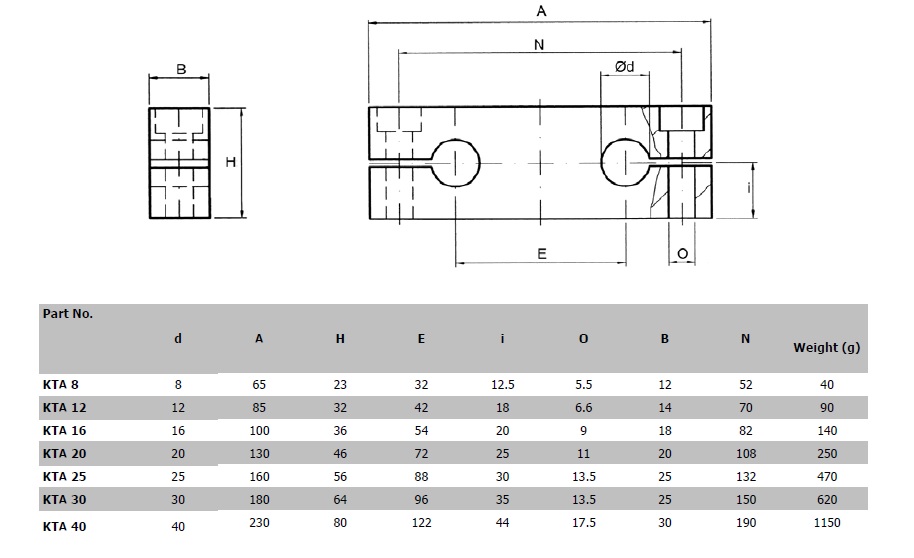 A
N
Ød
B
H
i
E
O
Part No. d A H E i O B N Weight (g)
KTA 8 8 65 23 32 12.5 5.5 12 52 40
KTA 12 12 85 32 42 18 6.6 14 70 90
KTA 16 16 100 36 54 20 9 18 82 140
KTA 20 20 130 46 72 25 11 20 108 250
KTA 25 25 160 56 88 30 13.5 25 132 470
KTA 30 30 180 64 96 35 13.5 25 150 620
KTA 40 40 230 80 122 44 17.5 30 190 1150